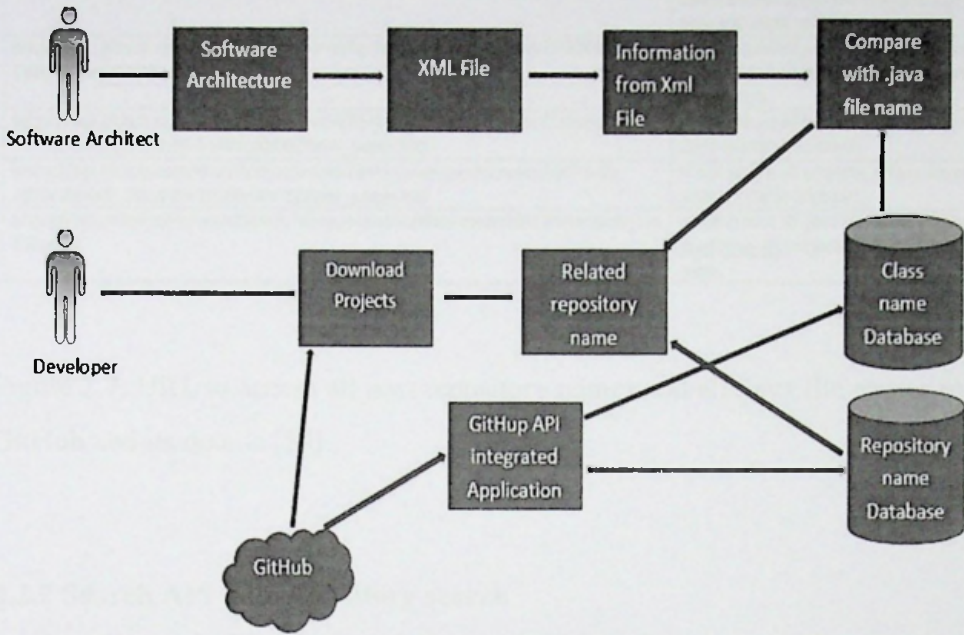 Software
Architecture
XML File
Information
from Xml
File
Compare
with .java
file name
Software Architect
Download
Projects
Related
repository
name
Class
name
Database
Developer
GitHup API
integrated
Application
Repository
name
Database
GitHub